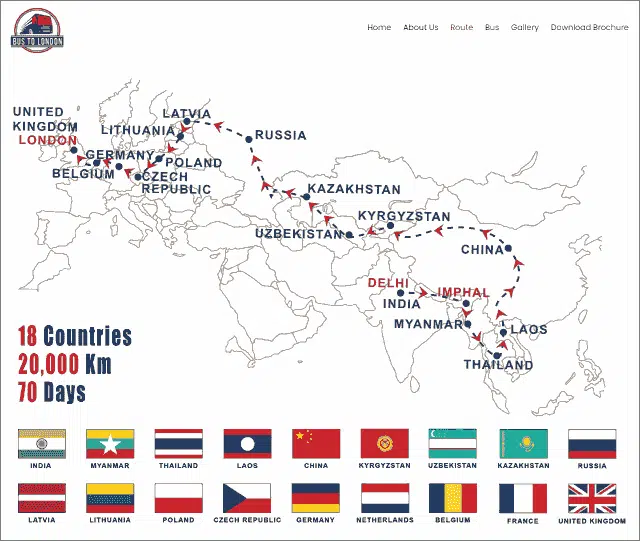 BUS TO LONDON
Home About Us Route Bus Gallery Download Brochure
UNITED
KINGDOM
LONDON
LATVIA
LITHUANIA
RUSSIA
GERMANY
POLAND
BELGIUM
CZECH
REPUBLIC
KAZAKHSTAN
KYRGYZSTAN
UZBEKISTAN
CHINA
DELHI
INDIA
IMPHAL
MYANMAR
LAOS
THAILAND
18 Countries
20,000 Km
70 Days
INDIA MYANMAR THAILAND LAOS CHINA KYRGYZSTAN UZBEKISTAN KAZAKHSTAN RUSSIA
LATVIA LITHUANIA POLAND CZECH REPUBLIC GERMANY NETHERLANDS BELGIUM FRANCE UNITED KINGDOM